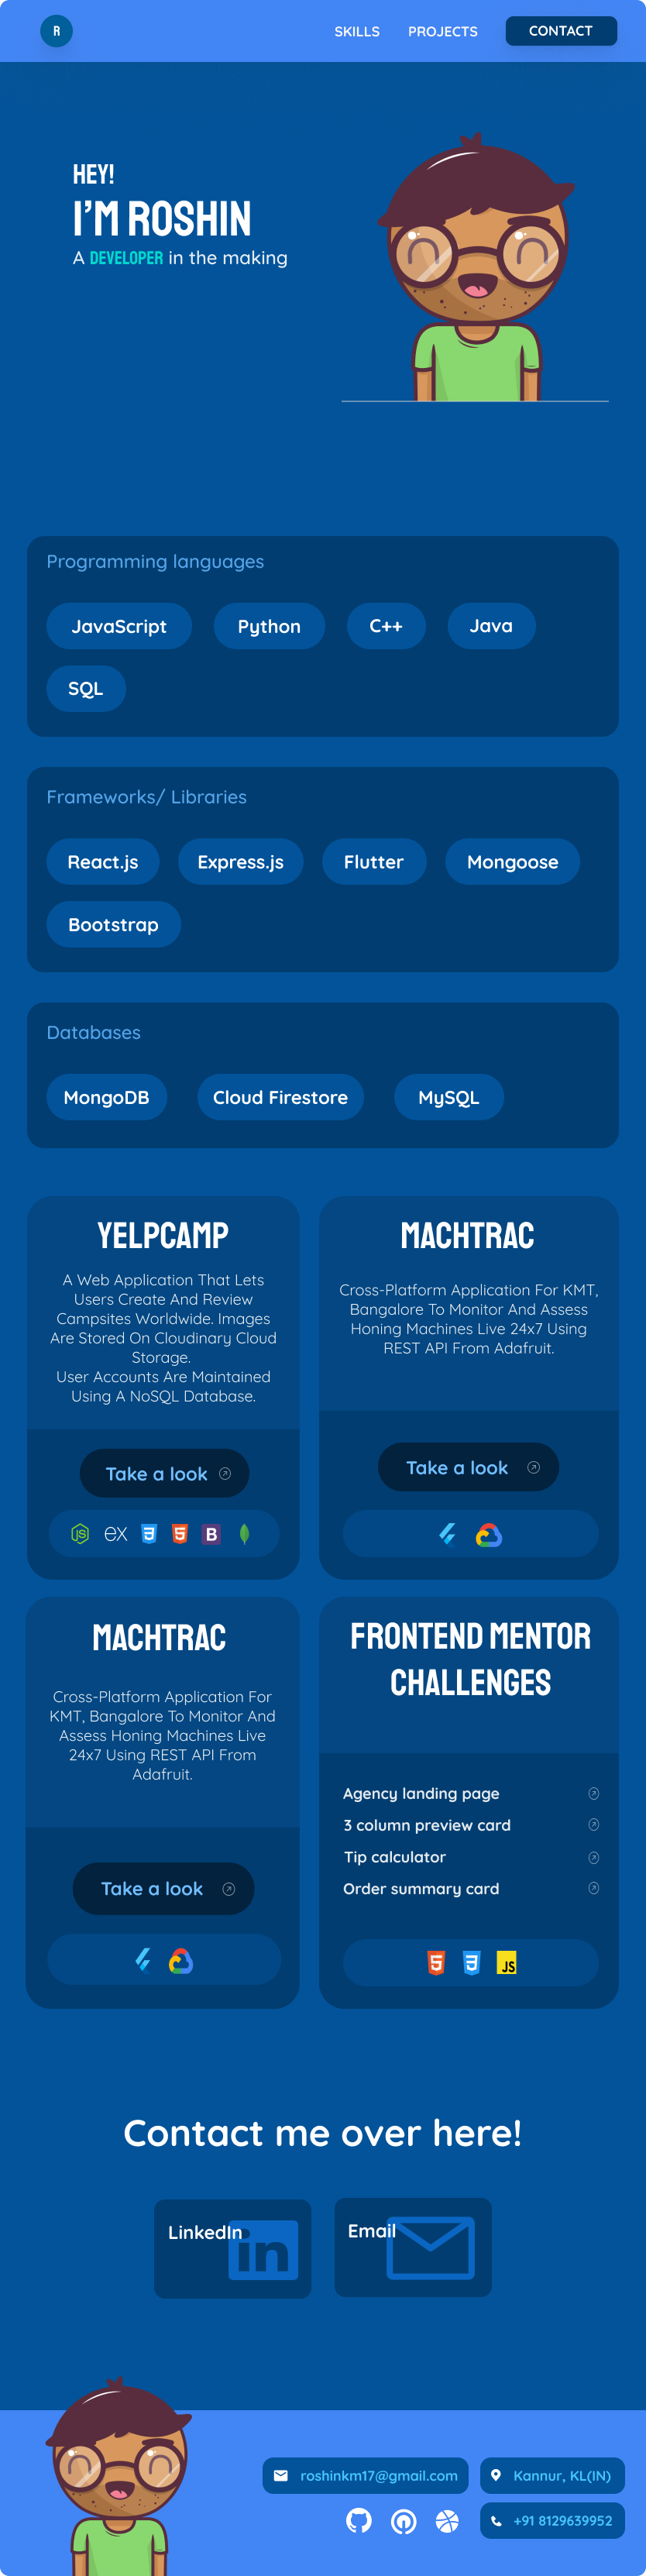 R
SKILLS
PROJECTS
CONTACT
HEY!
I'M ROSHIN
A DEVELOPER in the making
Programming languages
JavaScript
Python
C++
Java
SQL
Frameworks/ Libraries
React.js
Express.js
Flutter
Mongoose
Bootstrap
Databases
MongoDB
Cloud Firestore
MySQL
YELPCAMP
A Web Application That Lets
Users Create And Review
Campsites Worldwide. Images
Are Stored On Cloudinary Cloud
Storage.
User Accounts Are Maintained
Using A NoSQL Database.
Take a look
JS
ex
3
5
B
MACHTRAC
Cross-Platform Application For KMT,
Bangalore To Monitor And Assess
Honing Machines Live 24x7 Using
REST API From Adafruit.
Take a look
MACHTRAC
Cross-Platform Application For
KMT, Bangalore To Monitor And
Assess Honing Machines Live
24x7 Using REST API From
Adafruit.
Take a look
FRONTEND MENTOR
CHALLENGES
Agency landing page
3 column preview card
Tip calculator
Order summary card
5
3
JS
Contact me over here!
LinkedIn
in
Email
roshinkm17@gmail.com
Kannur, KL(IN)
+91 8129639952